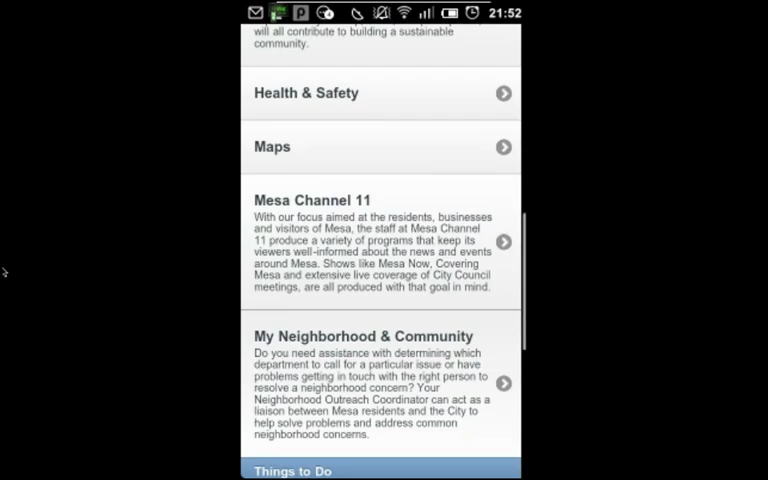 21:52
will all contribute to building a sustainable
community.
Health & Safety
Maps
Mesa Channel 11
With our focus aimed at the residents, businesses
and visitors of Mesa, the staff at Mesa Channel
11 produce a variety of programs that keep its
viewers well-informed about the news and events
around Mesa. Shows like Mesa Now, Covering
Mesa and extensive live coverage of City Council
meetings, are all produced with that goal in mind.
My Neighborhood & Community
Do you need assistance with determining which
department to call for a particular issue or have
problems getting in touch with the right person to
resolve a neighborhood concern? Your
Neighborhood Outreach Coordinator can act as a
liaison between Mesa residents and the City to
help solve problems and address common
neighborhood concerns.
Things to Do